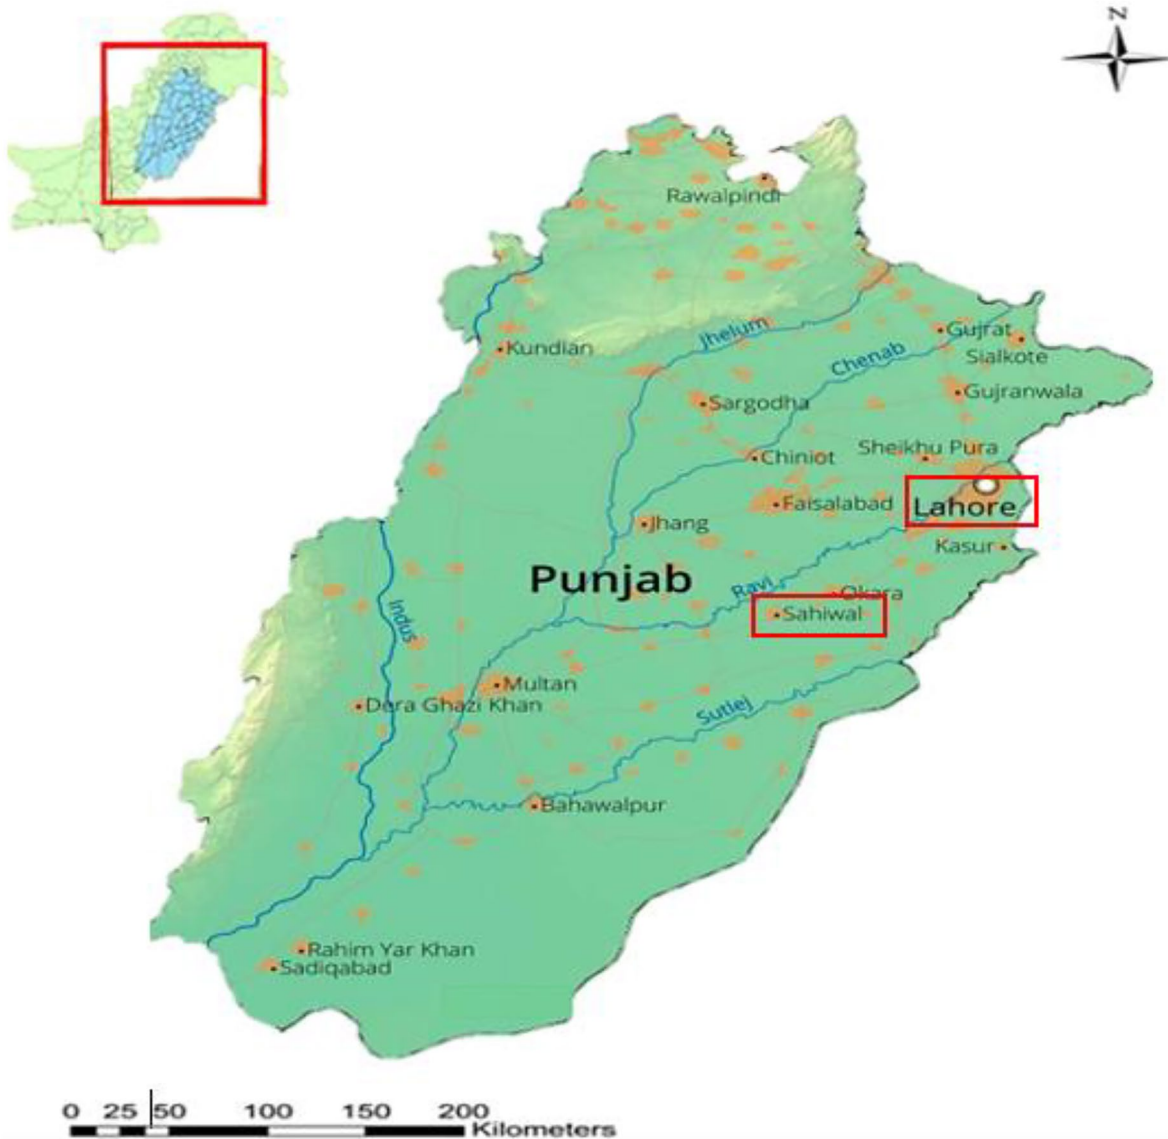 N
Rawalpindi
Jhelum
Gujrat
Kundian
Chenab
Sialkote
Sargodha
Gujranwala
Sheikhu Pura
Chiniot
Faisalabad
Lahore
Jhang
Kasur
Punjab
Ravi
Okara
Indus
Sahiwal
Multan
Dera Ghazi Khan
Sutlej
Bahawalpur
Rahim Yar Khan
Sadiqabad
0 25 50 100 150 200
Kilometers